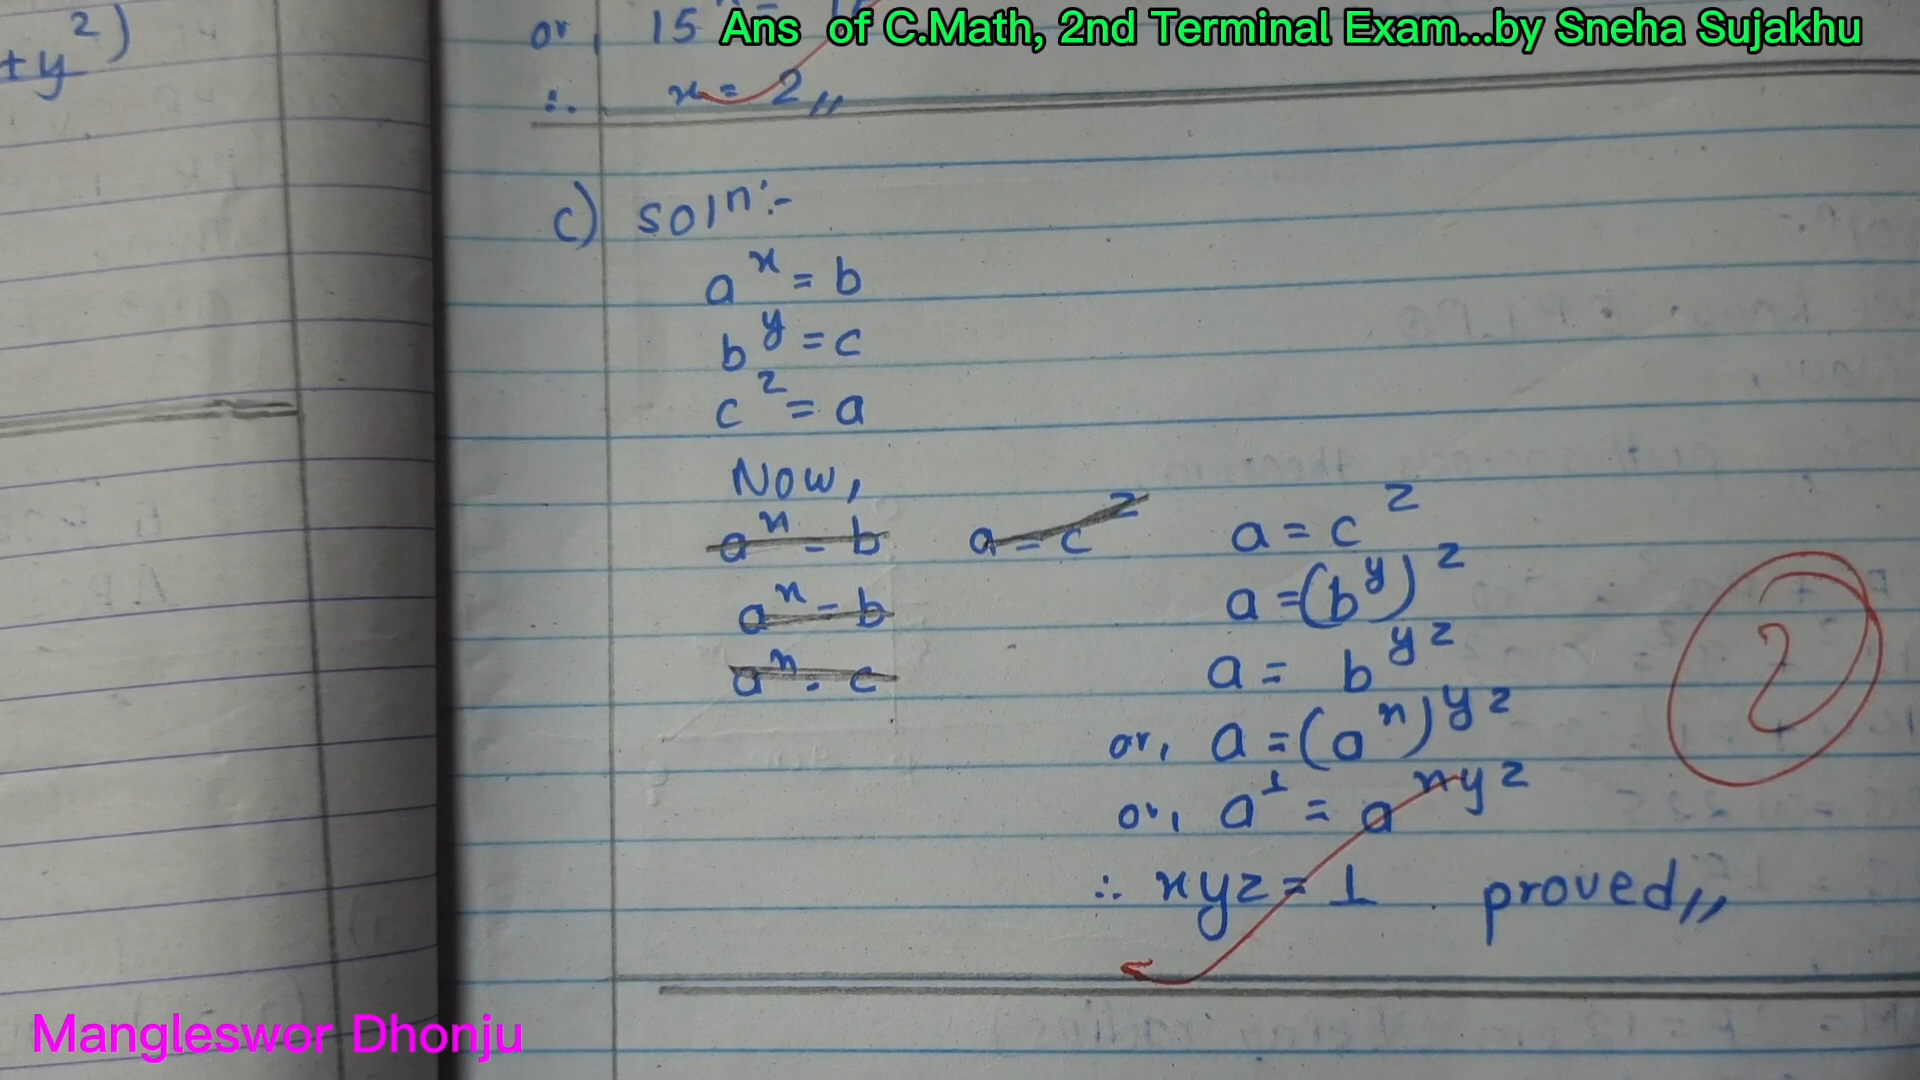 Ans of C.Math, 2nd Terminal Exam...by Sneha Sujakhu
+y²)
or, 15
∴ x = 2,,
c) Solⁿ:-
a^x = b
b^y = c
c^z = a
Now,
a^x = b
a = c^z
a^x = b
a^x = c
a = c^z
a = (b^y)^z
a = b^yz
or, a = (a^x)^yz
or, a^1 = a^xyz
∴ xyz = 1 proved,,
2
Mangleswor Dhonju